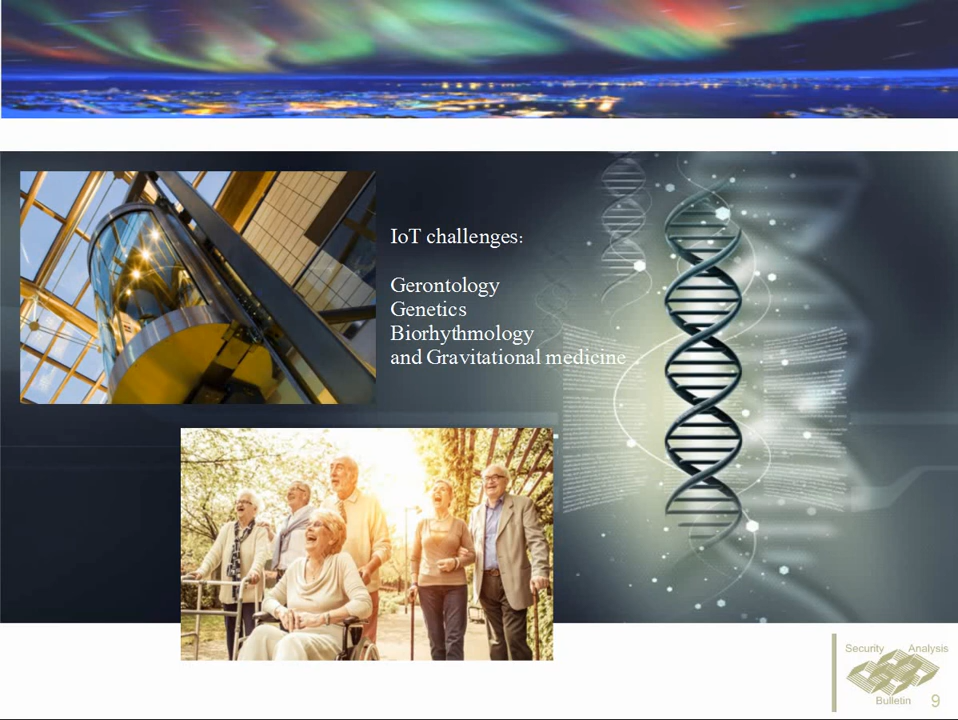 IoT challenges:
Gerontology
Genetics
Biorhythmology
and Gravitational medicine
Security Analysis
Bulletin
9